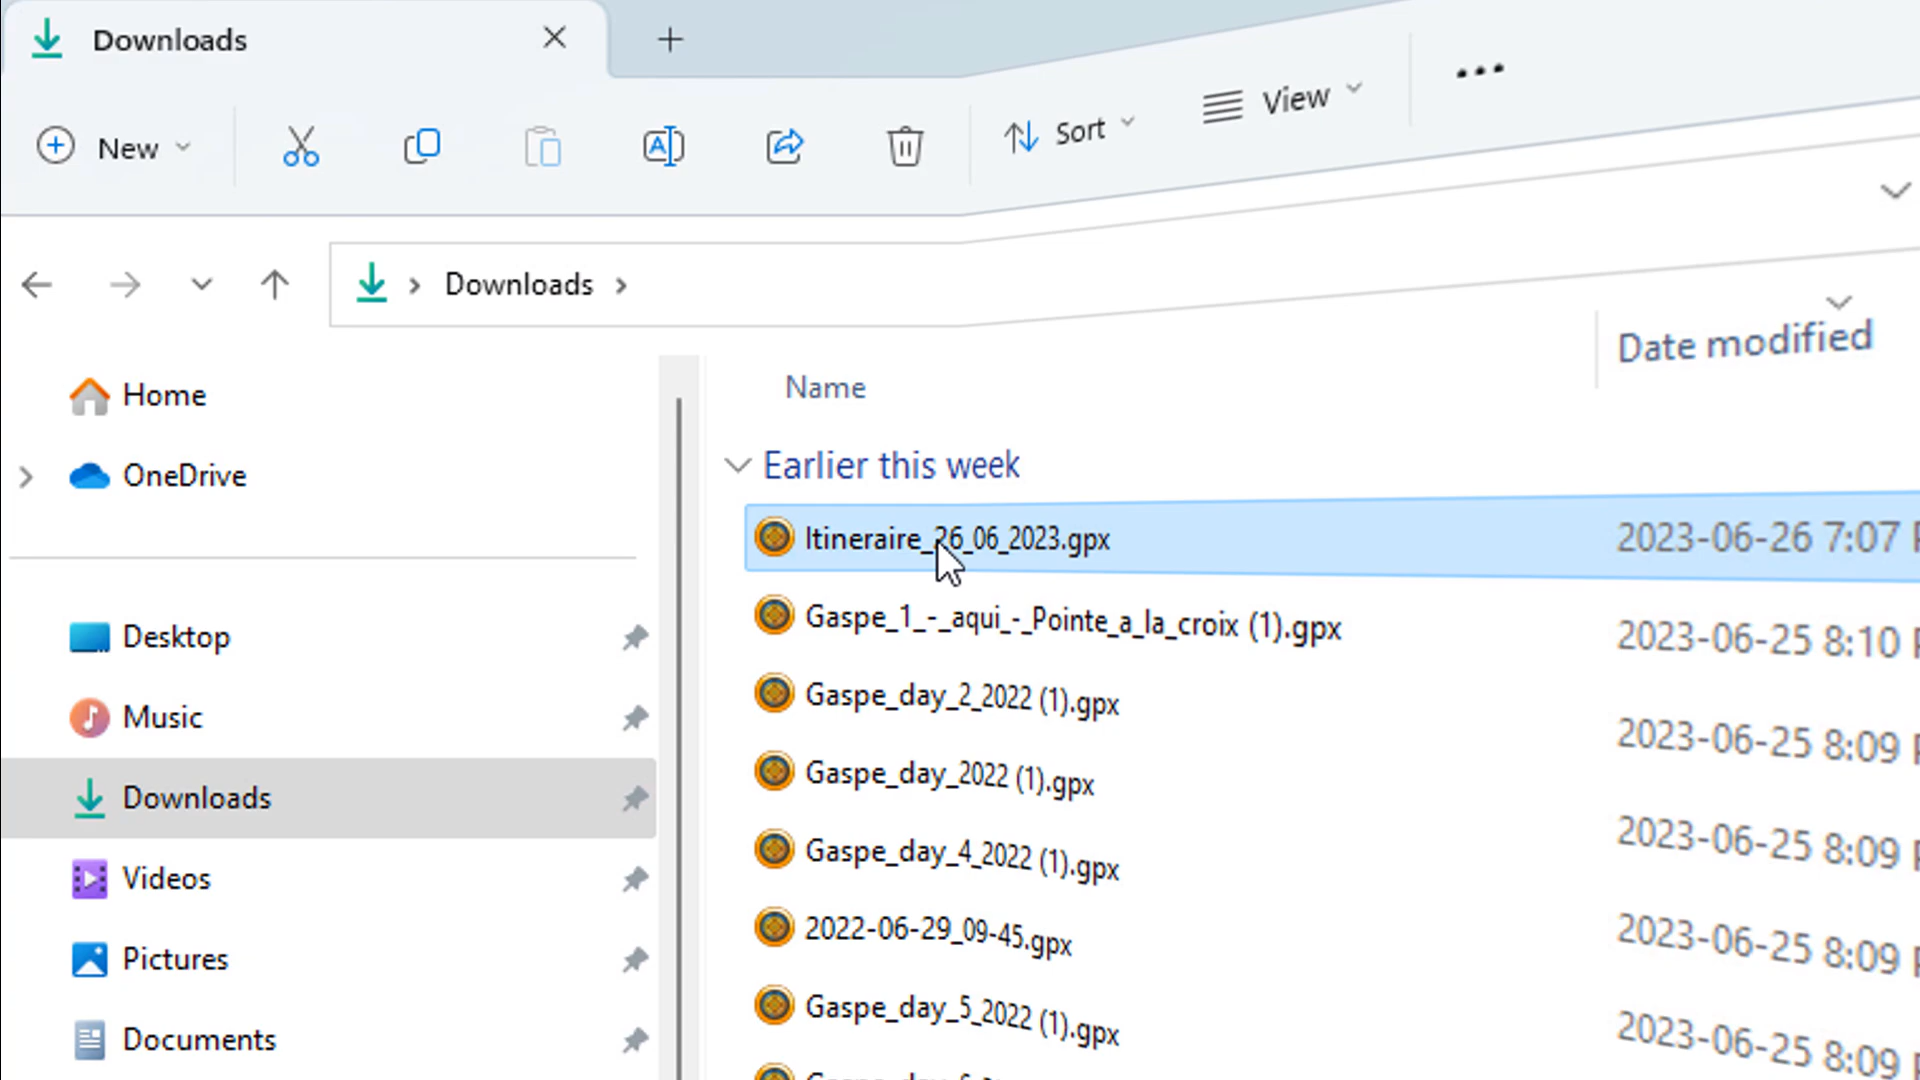 Downloads
New
Sort
View
Downloads
Home
OneDrive
Desktop
Music
Downloads
Videos
Pictures
Documents
Name
Date modified
Earlier this week
Itineraire_26_06_2023.gpx 2023-06-26 7:07
Gaspe_1_-_aqui_-_Pointe_a_la_croix (1).gpx 2023-06-25 8:10
Gaspe_day_2_2022 (1).gpx 2023-06-25 8:09
Gaspe_day_2022 (1).gpx 2023-06-25 8:09
Gaspe_day_4_2022 (1).gpx 2023-06-25 8:09
2022-06-29_09-45.gpx 2023-06-25 8:09
Gaspe_day_5_2022 (1).gpx